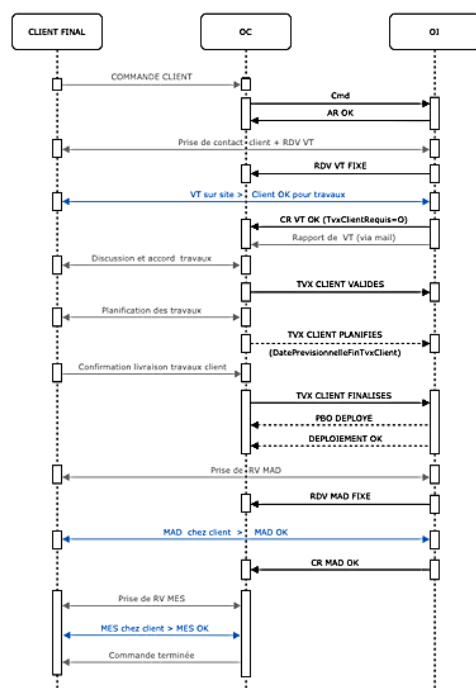 CLIENT FINAL
OC
OI
COMMANDE CLIENT
Cmd
AR OK
Prise de contact client + RDV VT
RDV VT FIXE
VT sur site > Client OK pour travaux
CR VT OK (TvxClientRequis=O)
Rapport de VT (via mail)
Discussion et accord travaux
TVX CLIENT VALIDES
Planification des travaux
TVX CLIENT PLANIFIES
(DatePrevisionnelleFinTvxClient)
Confirmation livraison travaux client
TVX CLIENT FINALISES
PBO DEPLOYE
DEPLOIEMENT OK
Prise de RV MAD
RDV MAD FIXE
MAD chez client > MAD OK
CR MAD OK
Prise de RV MES
MES chez client > MES OK
Commande terminée